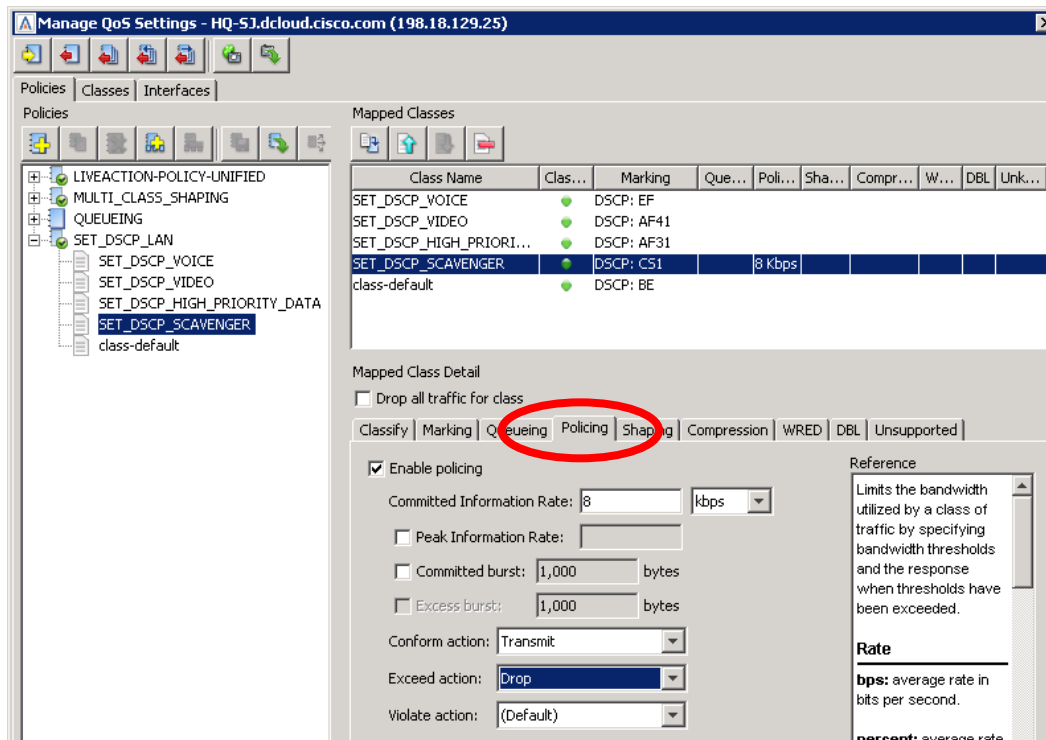 Manage QoS Settings - HQ-SJ.dcloud.cisco.com (198.18.129.25)
Policies Classes Interfaces
Policies
LIVEACTION-POLICY-UNIFIED
MULTI_CLASS_SHAPING
QUEUEING
SET_DSCP_LAN
SET_DSCP_VOICE
SET_DSCP_VIDEO
SET_DSCP_HIGH_PRIORITY_DATA
SET_DSCP_SCAVENGER
class-default
Mapped Classes
Class Name Clas... Marking Que... Poli... Sha... Compr... W... DBL Unk...
SET_DSCP_VOICE DSCP: EF
SET_DSCP_VIDEO DSCP: AF41
SET_DSCP_HIGH_PRIORI... DSCP: AF31
SET_DSCP_SCAVENGER DSCP: CS1 8 Kbps
class-default DSCP: BE
Mapped Class Detail
Drop all traffic for class
Classify Marking Queueing Policing Shaping Compression WRED DBL Unsupported
Enable policing
Committed Information Rate: 8 kbps
Peak Information Rate:
Committed burst: 1,000 bytes
Excess burst: 1,000 bytes
Conform action: Transmit
Exceed action: Drop
Violate action: (Default)
Reference
Limits the bandwidth
utilized by a class of
traffic by specifying
bandwidth thresholds
and the response
when thresholds have
been exceeded.
Rate
bps: average rate in
bits per second.
percent: average rate